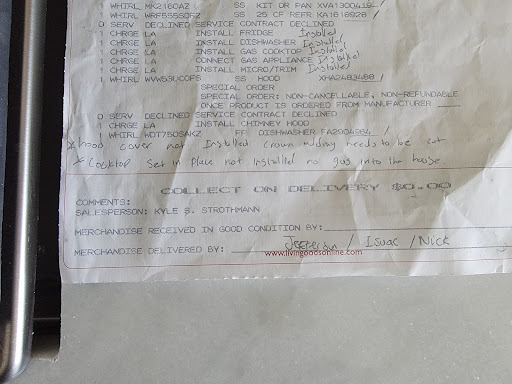 1 WHIRL MK2160AZ SS KIT OR PAN XVA1300419
1 WHIRL WRF555SDFZ SS 25 CF REFR KA1816926
0 SERV DECLINED SERVICE CONTRACT DECLINED
1 CHRGE LA INSTALL FRIDGE Installed
1 CHRGE LA INSTALL DISHWASHER Installed
1 CHRGE LA INSTALL GAS COOKTOP Installed
1 CHRGE LA CONNECT GAS APPLIANCE Installed
1 CHRGE LA INSTALL MICRO/TRIM Installed
1 WHIRL WVW53UC0FS SS HOOD XHA2483488 /
SPECIAL ORDER
SPECIAL ORDER: NON-CANCELLABLE, NON-REFUNDABLE
ONCE PRODUCT IS ORDERED FROM MANUFACTURER
0 SERV DECLINED SERVICE CONTRACT DECLINED
1 CHRGE LA INSTALL CHIMNEY HOOD
1 WHIRL WDT750SAKZ FF DISHWASHER FA2904964 /
* hood cover not Installed crown molding needs to be cut
* Cooktop set in place not installed no gas into the house
COLLECT ON DELIVERY $0.00
COMMENTS:
SALESPERSON: KYLE S. STROTHMANN
MERCHANDISE RECEIVED IN GOOD CONDITION BY:
MERCHANDISE DELIVERED BY: Jefferson / Isaac / Nick
www.livingoodsonline.com